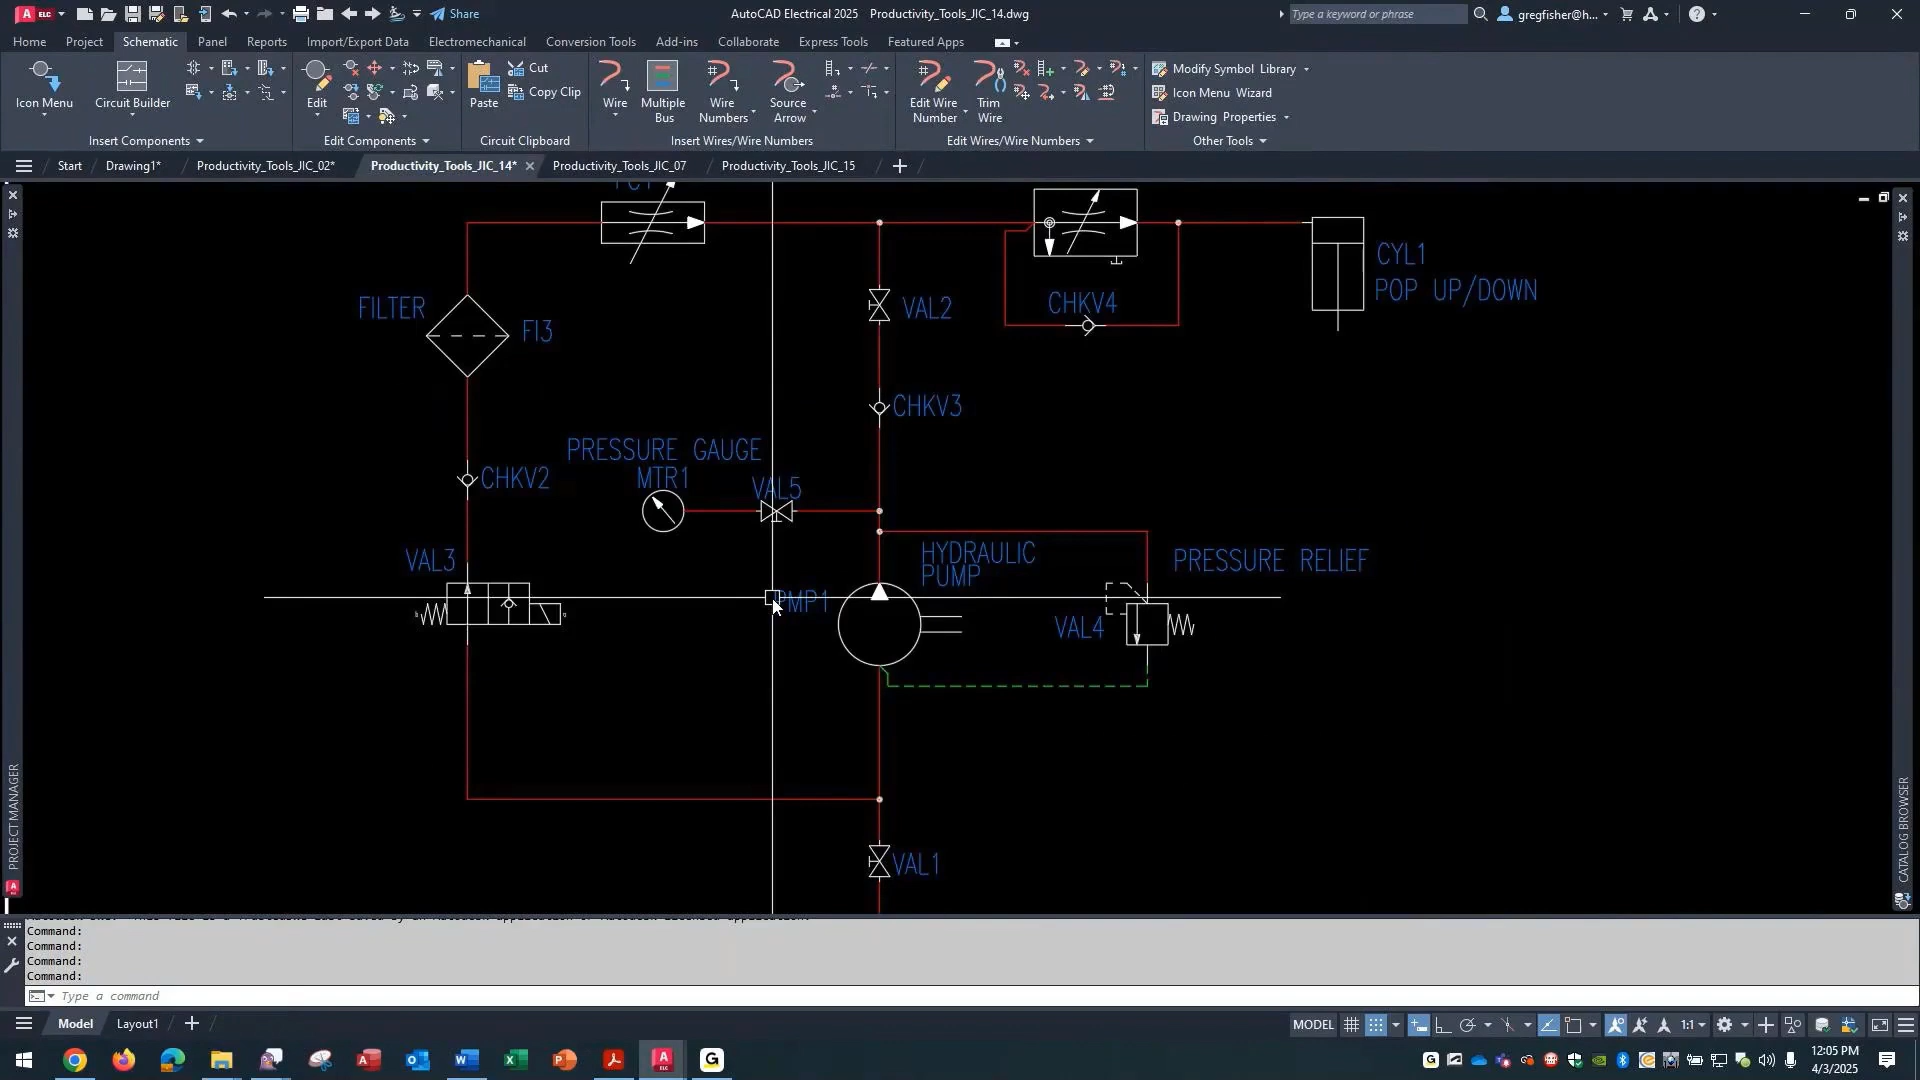 AutoCAD Electrical 2025 Productivity_Tools_JIC_14.dwg
Share
Type a keyword or phrase
gregfisher@h...
Home Project Schematic Panel Reports Import/Export Data Electromechanical Conversion Tools Add-ins Collaborate Express Tools Featured Apps
Icon Menu
Circuit Builder
Insert Components
Edit
Edit Components
Paste
Cut
Copy Clip
Circuit Clipboard
Wire
Multiple
Bus
Wire
Numbers
Source
Arrow
Insert Wires/Wire Numbers
Edit Wire
Number
Trim
Wire
Edit Wires/Wire Numbers
Modify Symbol Library
Icon Menu Wizard
Drawing Properties
Other Tools
Start Drawing1* Productivity_Tools_JIC_02* Productivity_Tools_JIC_14* Productivity_Tools_JIC_07 Productivity_Tools_JIC_15
CYL1
POP UP/DOWN
FILTER
FI3
VAL2
CHKV4
CHKV3
PRESSURE GAUGE
MTR1
CHKV2
VAL5
VAL3
HYDRAULIC
PUMP
PRESSURE RELIEF
PMP1
VAL4
VAL1
PROJECT MANAGER
CATALOG BROWSER
Command:
Command:
Command:
Command:
Type a command
Model Layout1
MODEL
1:1
12:05 PM
4/3/2025